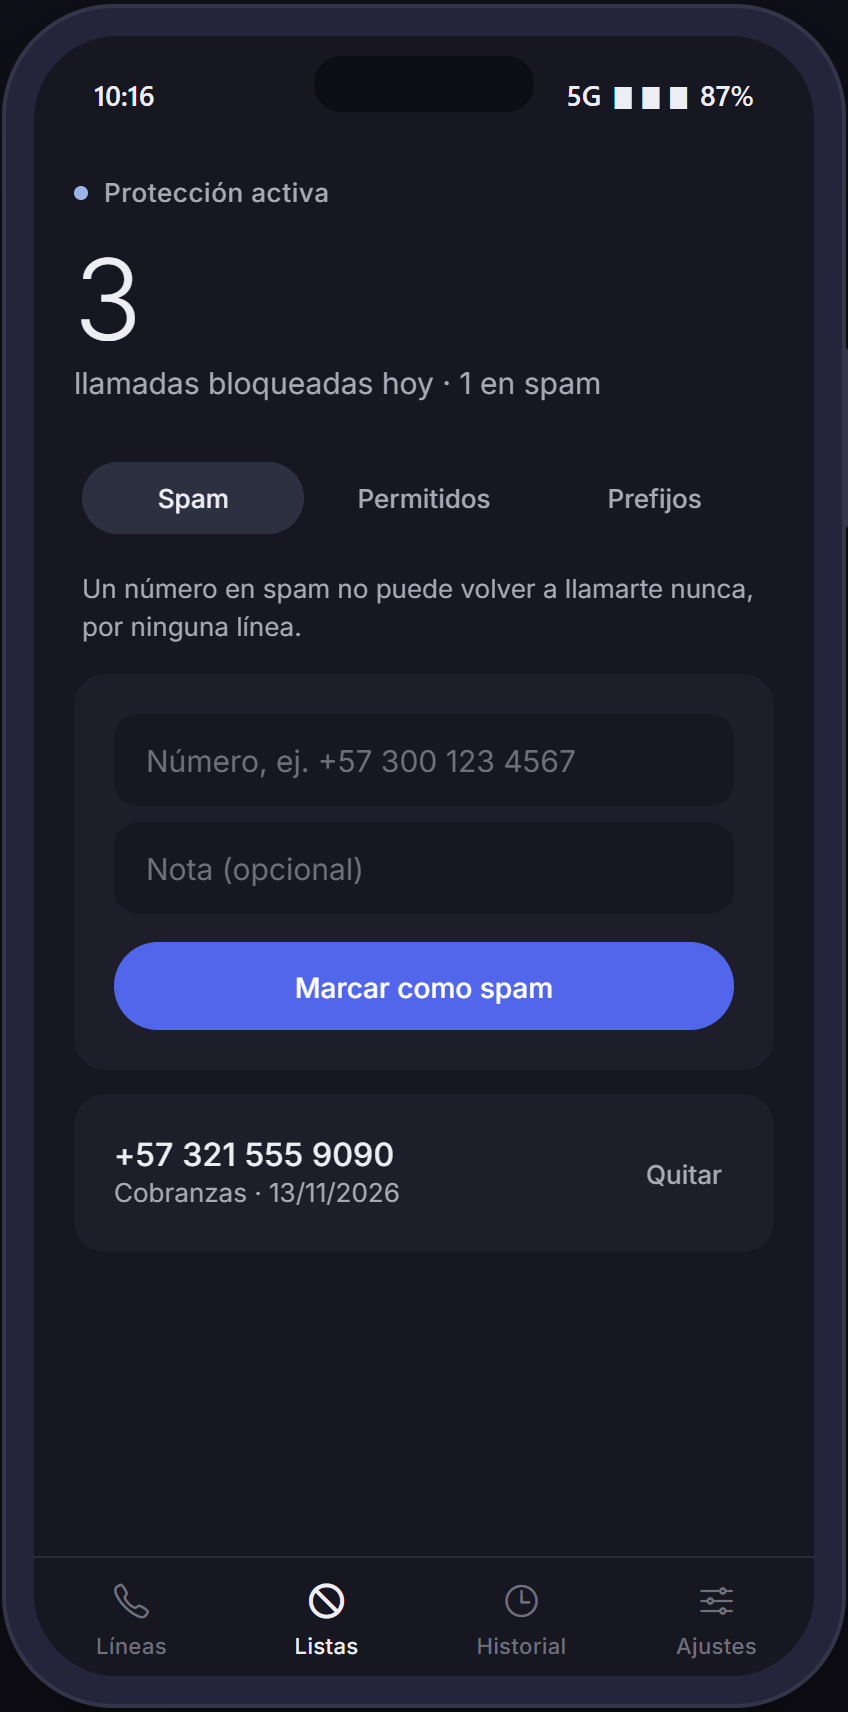 10:16
5G 87%
Protección activa
3
llamadas bloqueadas hoy · 1 en spam
Spam Permitidos Prefijos
Un número en spam no puede volver a llamarte nunca,
por ninguna línea.
Número, ej. +57 300 123 4567
Nota (opcional)
Marcar como spam
+57 321 555 9090
Cobranzas · 13/11/2026
Quitar
Líneas Listas Historial Ajustes